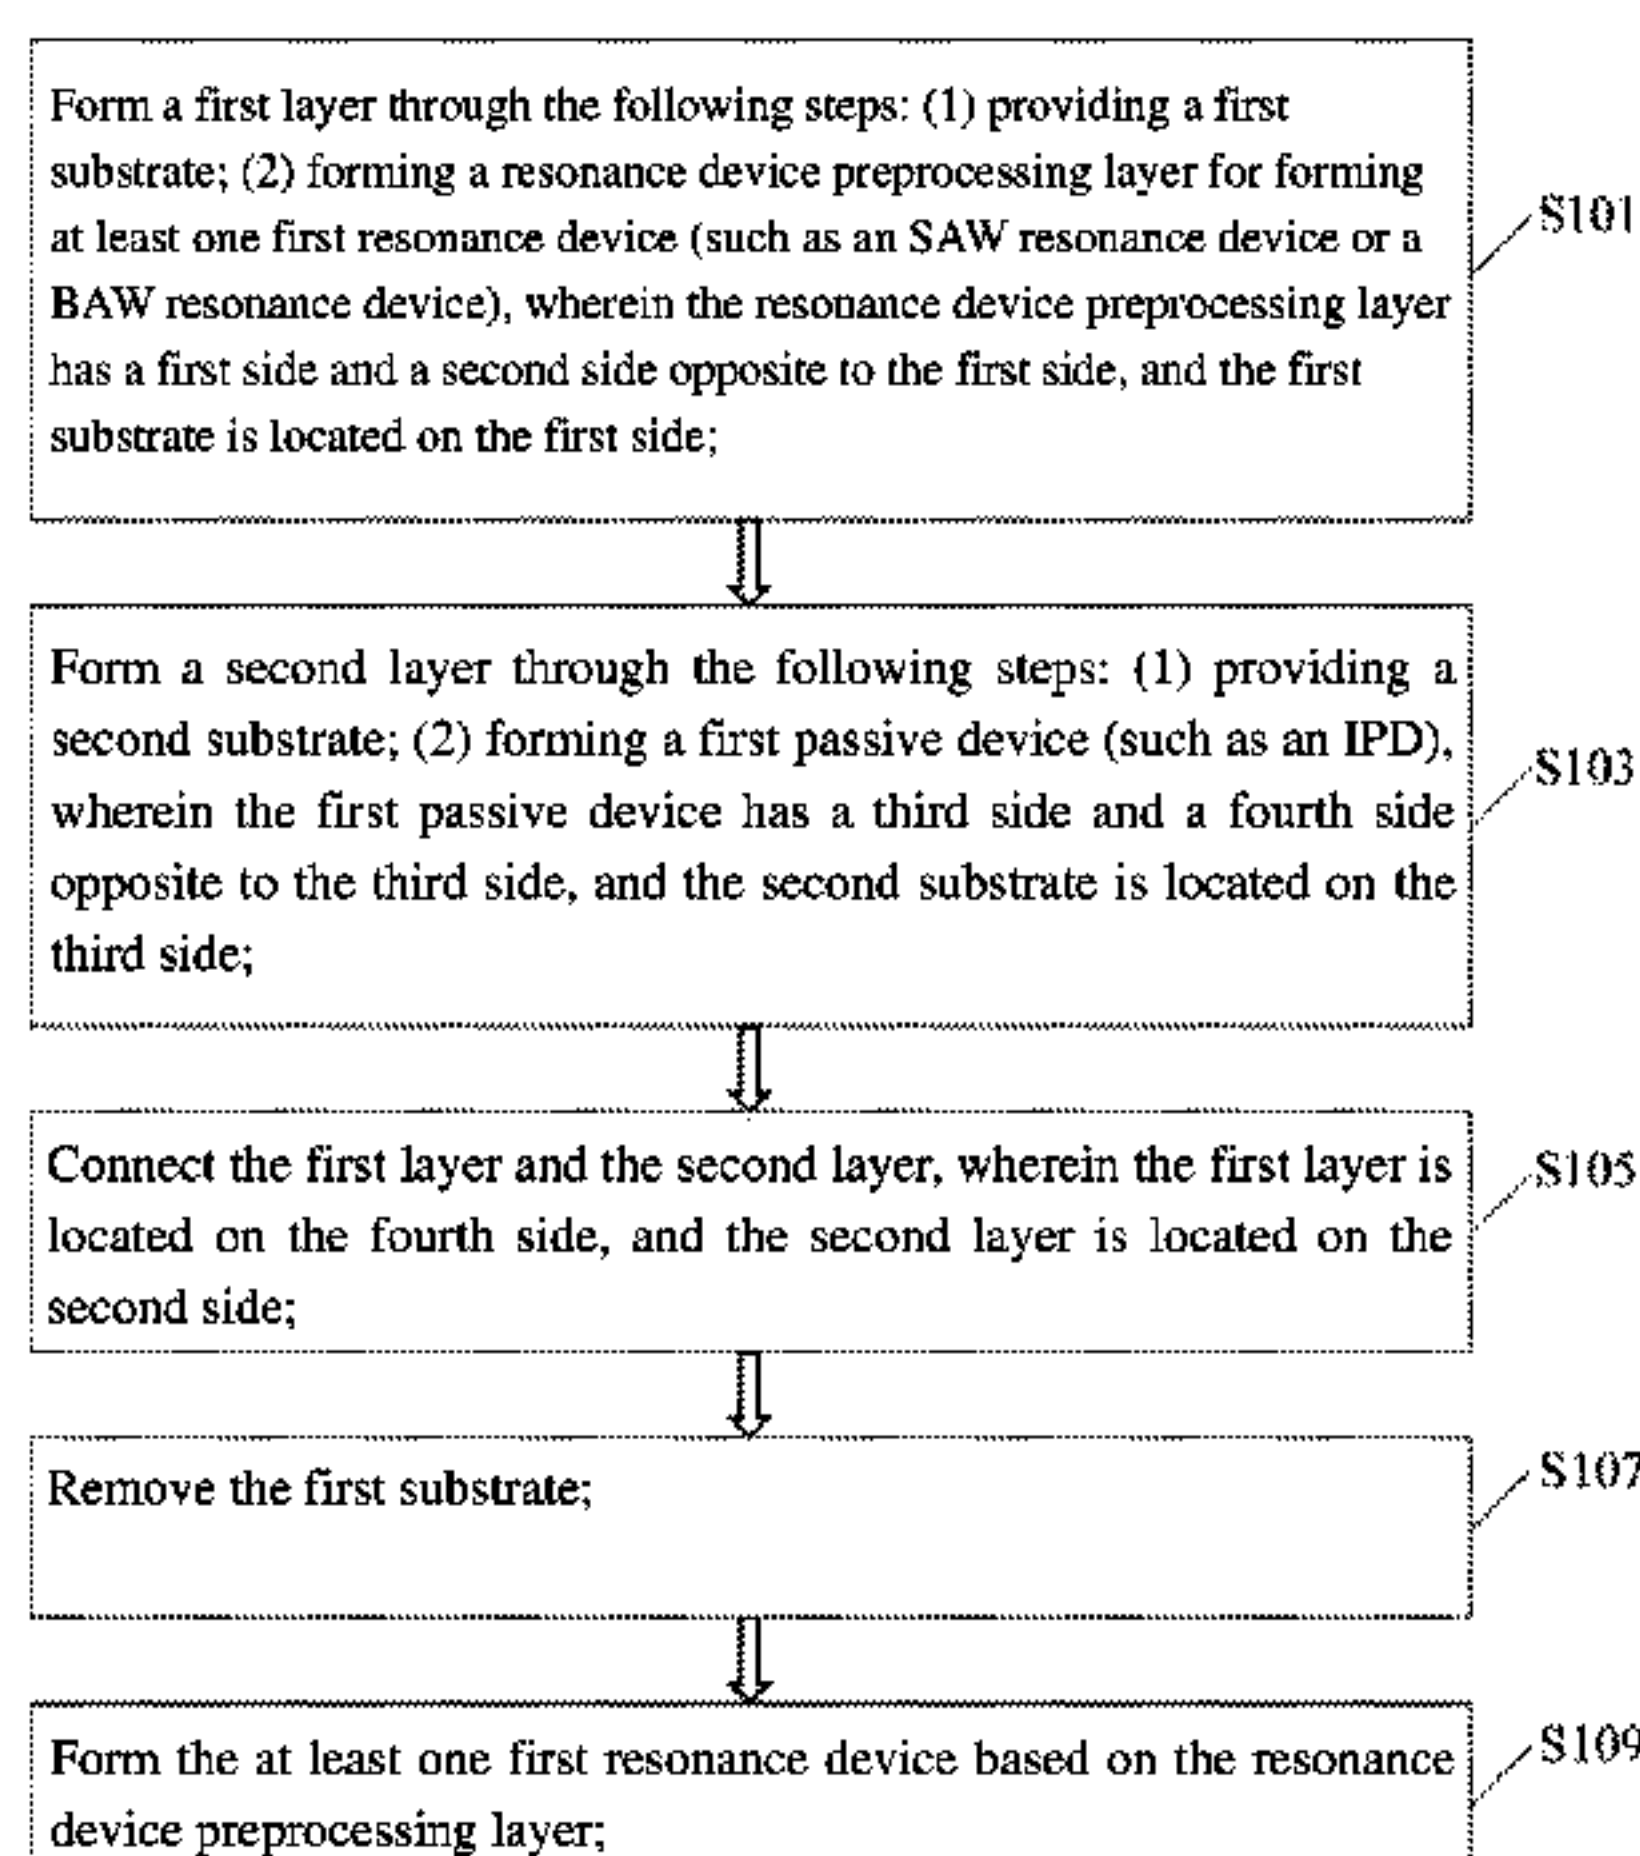 Form a first layer through the following steps: (1) providing a first
substrate; (2) forming a resonance device preprocessing layer for forming
at least one first resonance device (such as an SAW resonance device or a
BAW resonance device), wherein the resonance device preprocessing layer
has a first side and a second side opposite to the first side, and the first
substrate is located on the first side;
S101
Form a second layer through the following steps: (1) providing a
second substrate; (2) forming a first passive device (such as an IPD),
wherein the first passive device has a third side and a fourth side
opposite to the third side, and the second substrate is located on the
third side;
S103
Connect the first layer and the second layer, wherein the first layer is
located on the fourth side, and the second layer is located on the
second side;
S105
Remove the first substrate;
S107
Form the at least one first resonance device based on the resonance
device preprocessing layer;
S109